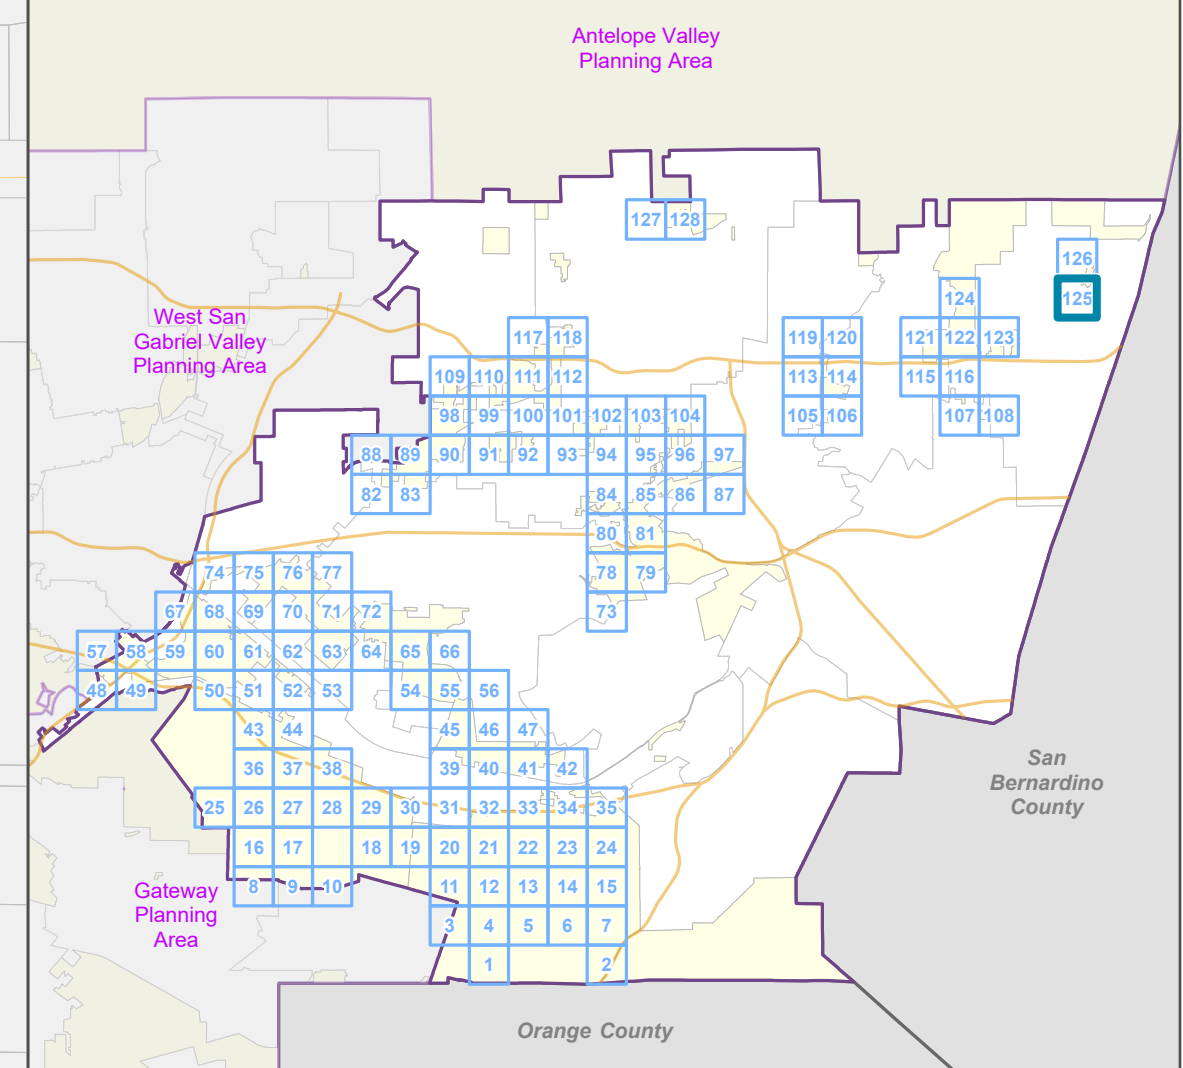 Antelope Valley
Planning Area
127 128
126
124 125
West San
Gabriel Valley
Planning Area
117 118 119 120 121 122 123
109 110 111 112 113 114 115 116
98 99 100 101 102 103 104 105 106 107 108
88 89 90 91 92 93 94 95 96 97
82 83 84 85 86 87
80 81
74 75 76 77 78 79
67 68 69 70 71 72 73
57 58 59 60 61 62 63 64 65 66
48 49 50 51 52 53 54 55 56
43 44 45 46 47
36 37 38 39 40 41 42
San
Bernardino
County
25 26 27 28 29 30 31 32 33 34 35
16 17 18 19 20 21 22 23 24
8 9 10 11 12 13 14 15
Gateway
Planning
Area
3 4 5 6 7
1 2
Orange County